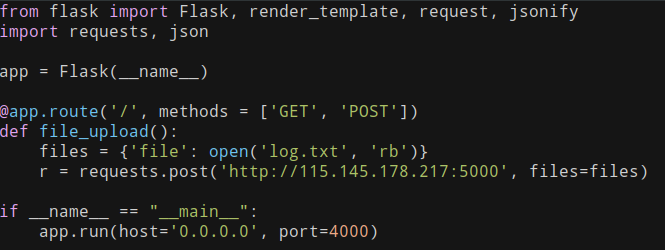 from flask import Flask, render_template, request, jsonify
import requests, json
app = Flask(__name__)
@app.route('/', methods = ['GET', 'POST'])
def file_upload():
    files = {'file': open('log.txt', 'rb')}
    r = requests.post('http://115.145.178.217:5000', files=files)
if __name__ == "__main__":
    app.run(host='0.0.0.0', port=4000)